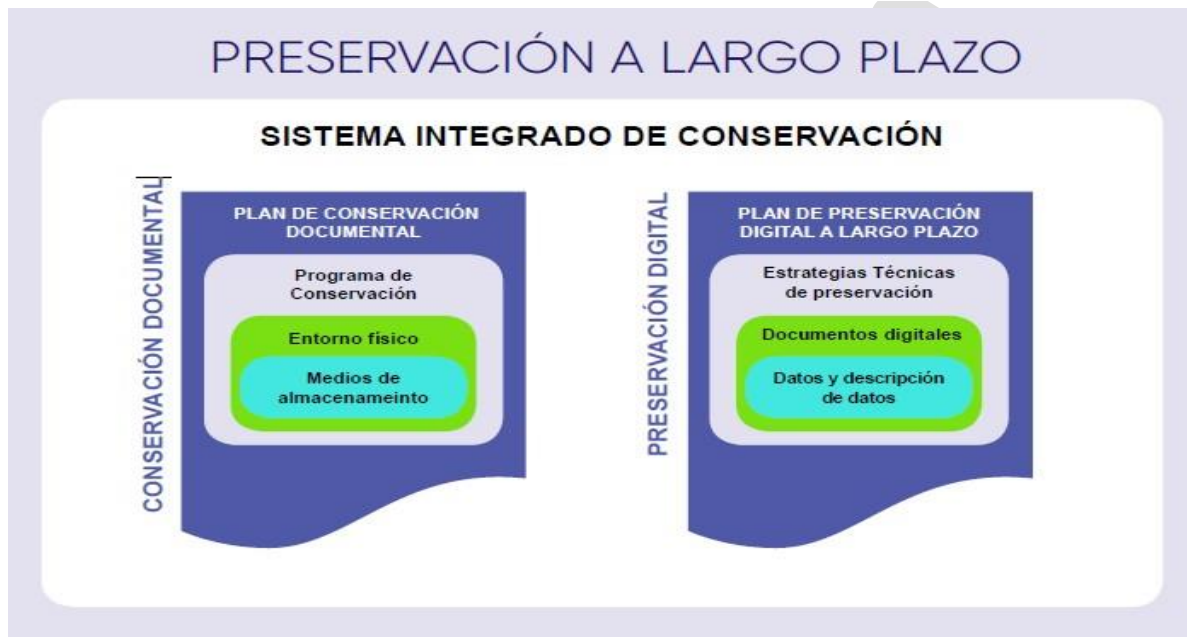 PRESERVACIÓN A LARGO PLAZO
SISTEMA INTEGRADO DE CONSERVACIÓN
CONSERVACIÓN DOCUMENTAL
PLAN DE CONSERVACIÓN
DOCUMENTAL
Programa de
Conservación
Entorno físico
Medios de
almacenameinto
PRESERVACIÓN DIGITAL
PLAN DE PRESERVACIÓN
DIGITAL A LARGO PLAZO
Estrategias Técnicas
de preservación
Documentos digitales
Datos y descripción
de datos